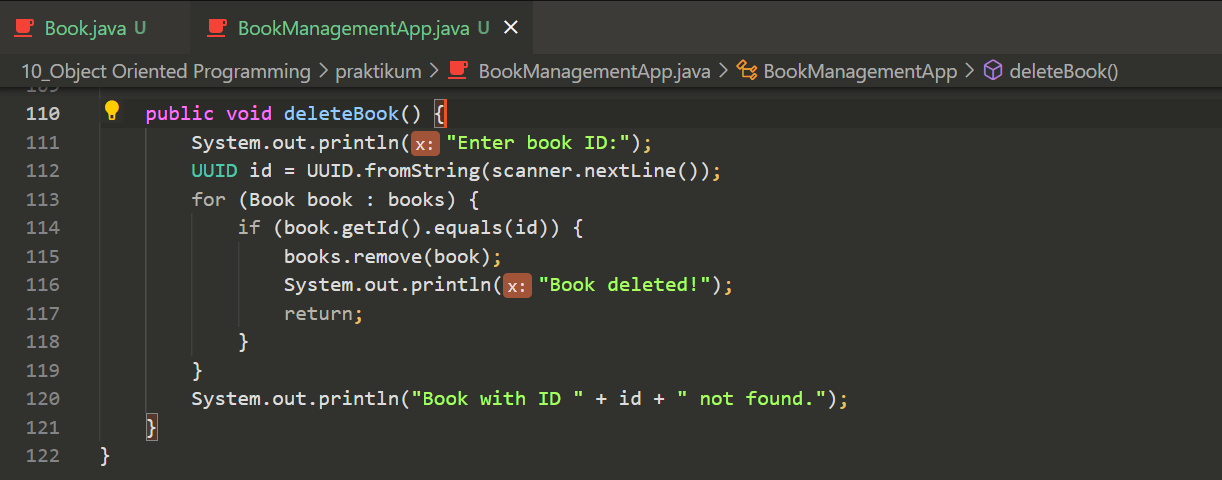 Book.java U BookManagementApp.java U
10_Object Oriented Programming > praktikum > BookManagementApp.java > BookManagementApp > deleteBook()
109
110 public void deleteBook() {
111 System.out.println(x: "Enter book ID:");
112 UUID id = UUID.fromString(scanner.nextLine());
113 for (Book book : books) {
114 if (book.getId().equals(id)) {
115 books.remove(book);
116 System.out.println(x: "Book deleted!");
117 return;
118 }
119 }
120 System.out.println("Book with ID " + id + " not found.");
121 }
122 }